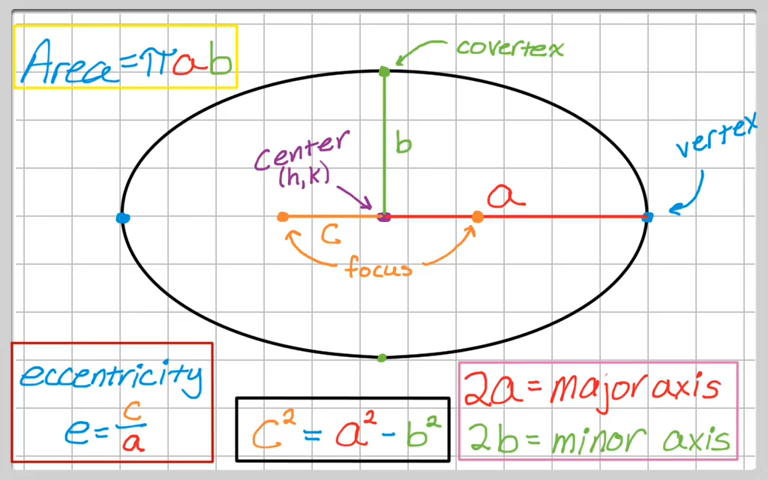 Area = πab
covertex
vertex
b
center
(h,k)
a
c
focus
eccentricity
e = c/a
c² = a² - b²
2a = major axis
2b = minor axis